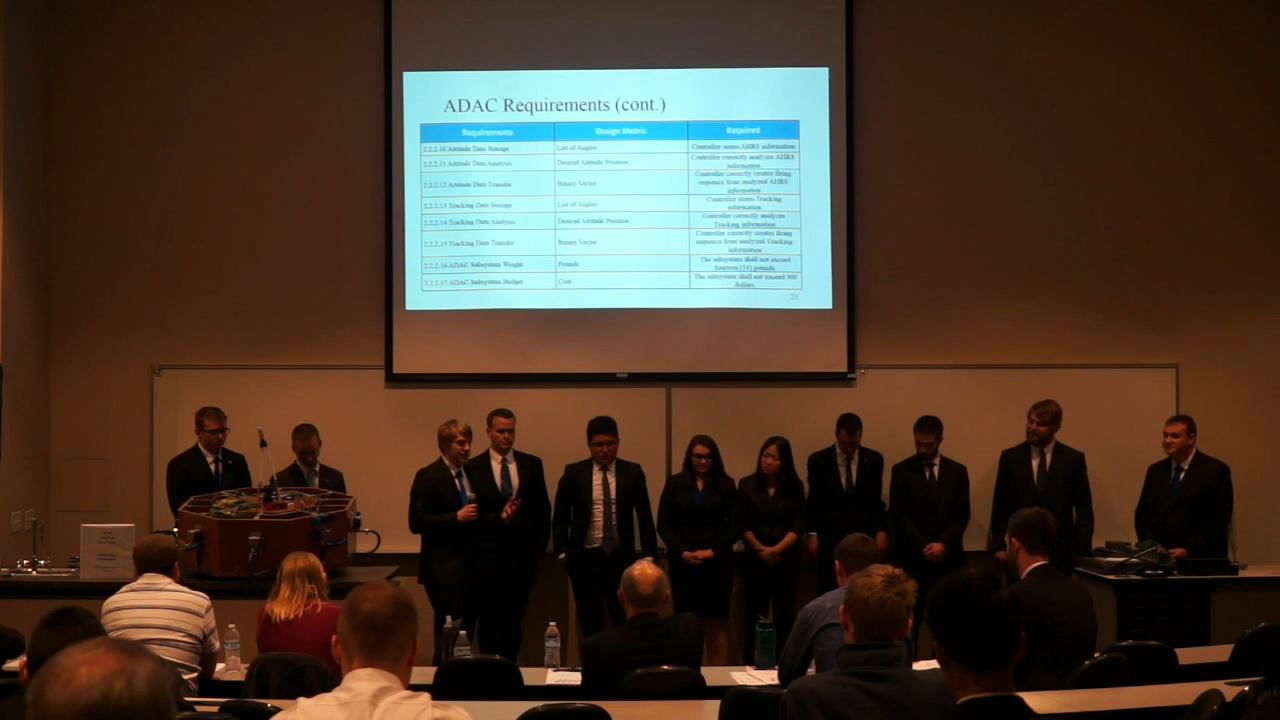 ADAC Requirements (cont.)
Requirements Design Metric Required
2.2.2.10 Attitude Data Storage List of Angles Controller stores AHRS information
2.2.2.11 Attitude Data Analysis Desired Attitude Position Controller correctly analyzes AHRS
information
2.2.2.12 Attitude Data Transfer Binary Vector Controller correctly creates firing
sequence from analyzed AHRS
information
2.2.2.13 Tracking Data Storage List of Angles Controller stores Tracking
information
2.2.2.14 Tracking Data Analysis Desired Attitude Position Controller correctly analyzes
Tracking information
2.2.2.15 Tracking Data Transfer Binary Vector Controller correctly creates firing
sequence from analyzed Tracking
information
2.2.2.16 ADAC Subsystem Weight Pounds The subsystem shall not exceed
fourteen (14) pounds.
2.2.2.17 ADAC Subsystem Budget Cost The subsystem shall not exceed 900
dollars.